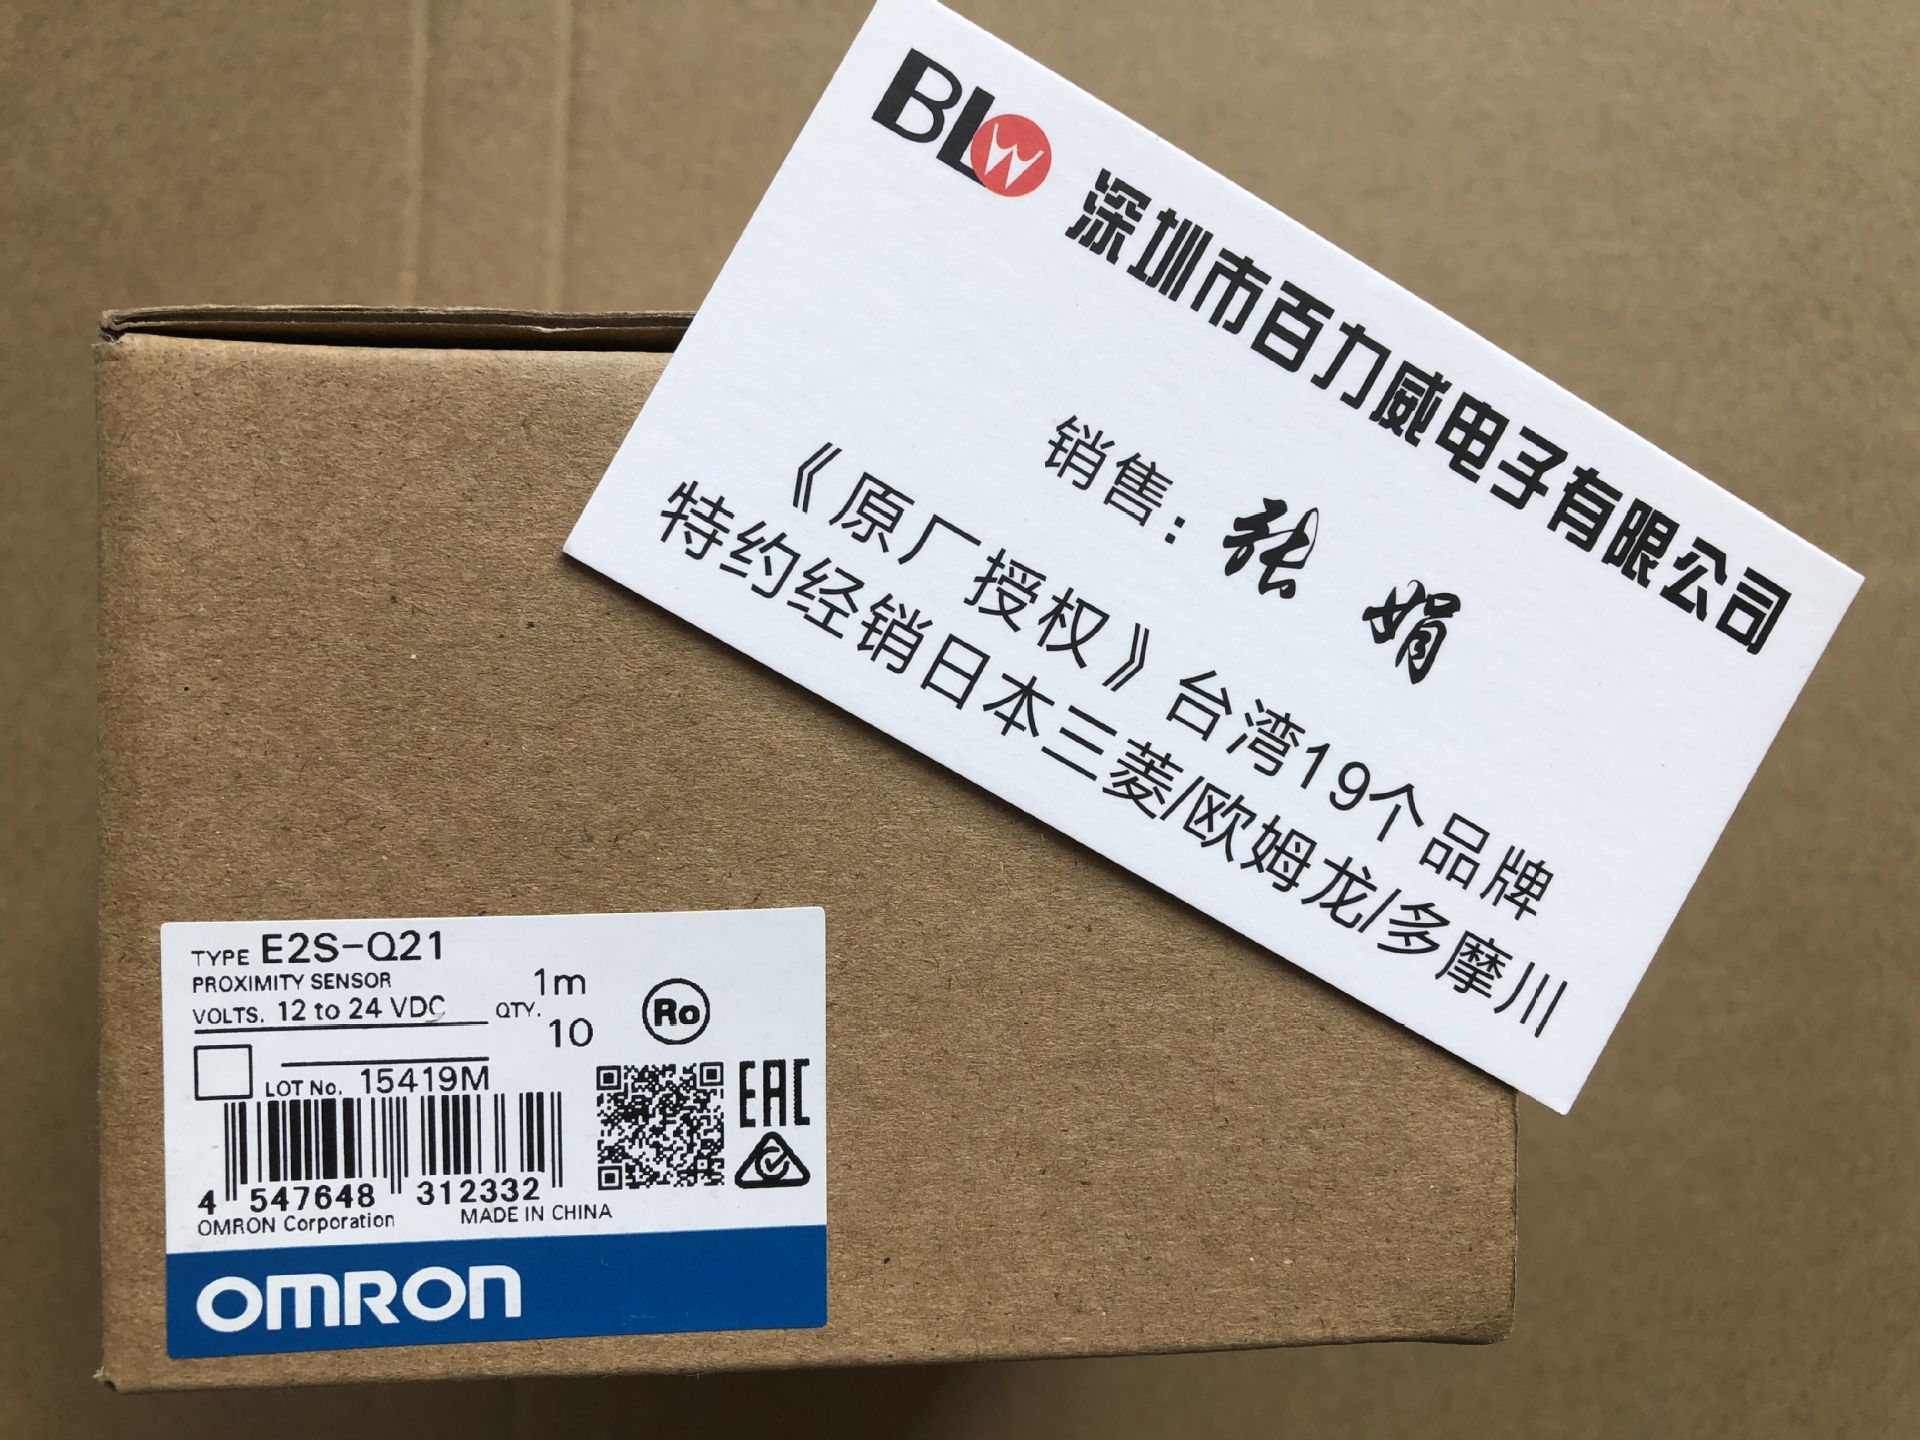 BLW 深圳市百力威电子有限公司
销售：张 娟
《原厂授权》台湾19个品牌
特约经销日本三菱/欧姆龙/多摩川
TYPE E2S-Q21
PROXIMITY SENSOR 1m
VOLTS. 12 to 24 VDC QTY. 10
Ro
LOT No. 15419M
EAC
4 547648 312332
OMRON Corporation MADE IN CHINA
OMRON